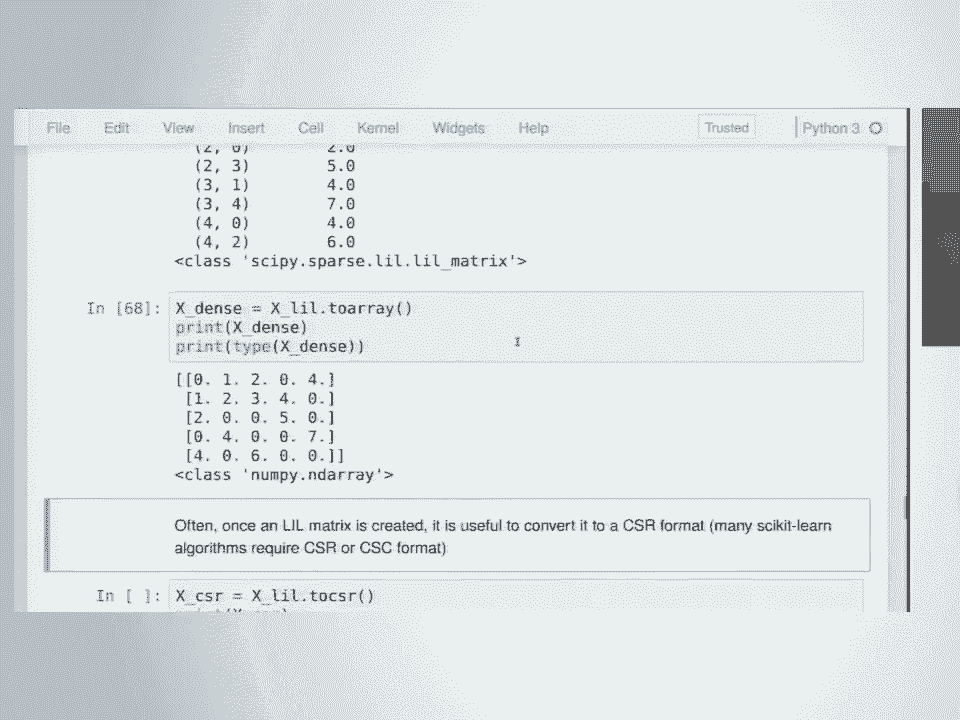 File Edit View Insert Cell Kernel Widgets Help Trusted Python 3
(2, 0) 2.0
(2, 3) 5.0
(3, 1) 4.0
(3, 4) 7.0
(4, 0) 4.0
(4, 2) 6.0
<class 'scipy.sparse.lil.lil_matrix'>
In [68]: X_dense = X_lil.toarray()
print(X_dense)
print(type(X_dense))
[[0. 1. 2. 0. 4.]
[1. 2. 3. 4. 0.]
[2. 0. 0. 5. 0.]
[0. 4. 0. 0. 7.]
[4. 0. 6. 0. 0.]]
<class 'numpy.ndarray'>
Often, once an LIL matrix is created, it is useful to convert it to a CSR format (many scikit-learn
algorithms require CSR or CSC format)
In [ ]: X_csr = X_lil.tocsr()